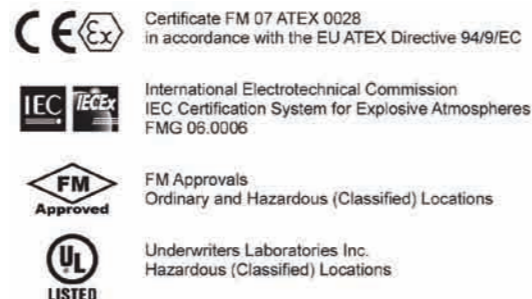 CE Ex
Certificate FM 07 ATEX 0028
in accordance with the EU ATEX Directive 94/9/EC
IEC IECEx
International Electrotechnical Commission
IEC Certification System for Explosive Atmospheres
FMG 06.0006
FM
Approved
FM Approvals
Ordinary and Hazardous (Classified) Locations
UL
LISTED
Underwriters Laboratories Inc.
Hazardous (Classified) Locations